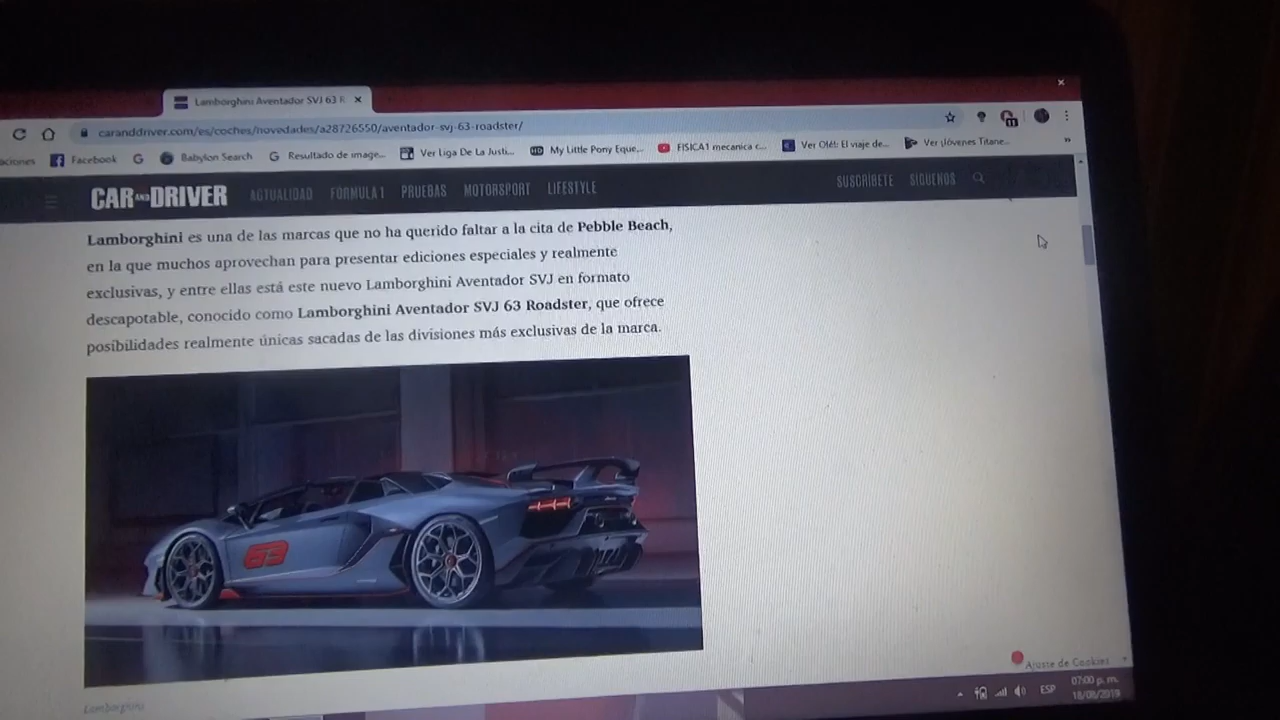 Lamborghini Aventador SVJ 63 R
caranddriver.com/es/coches/novedades/a28726550/aventador-svj-63-roadster/
aciones Facebook Babylon Search Resultado de image... Ver Liga De La Justi... My Little Pony Eque... FISICA1 mecanica c... Ver Olé!: El viaje de... Ver ¡Jóvenes Titane... »
CAR AND DRIVER ACTUALIDAD FÓRMULA 1 PRUEBAS MOTORSPORT LIFESTYLE SUSCRÍBETE SÍGUENOS
Lamborghini es una de las marcas que no ha querido faltar a la cita de Pebble Beach,
en la que muchos aprovechan para presentar ediciones especiales y realmente
exclusivas, y entre ellas está este nuevo Lamborghini Aventador SVJ en formato
descapotable, conocido como Lamborghini Aventador SVJ 63 Roadster, que ofrece
posibilidades realmente únicas sacadas de las divisiones más exclusivas de la marca.
63
Lamborghini
Ajuste de Cookies
ESP 07:00 p. m.
18/08/2019